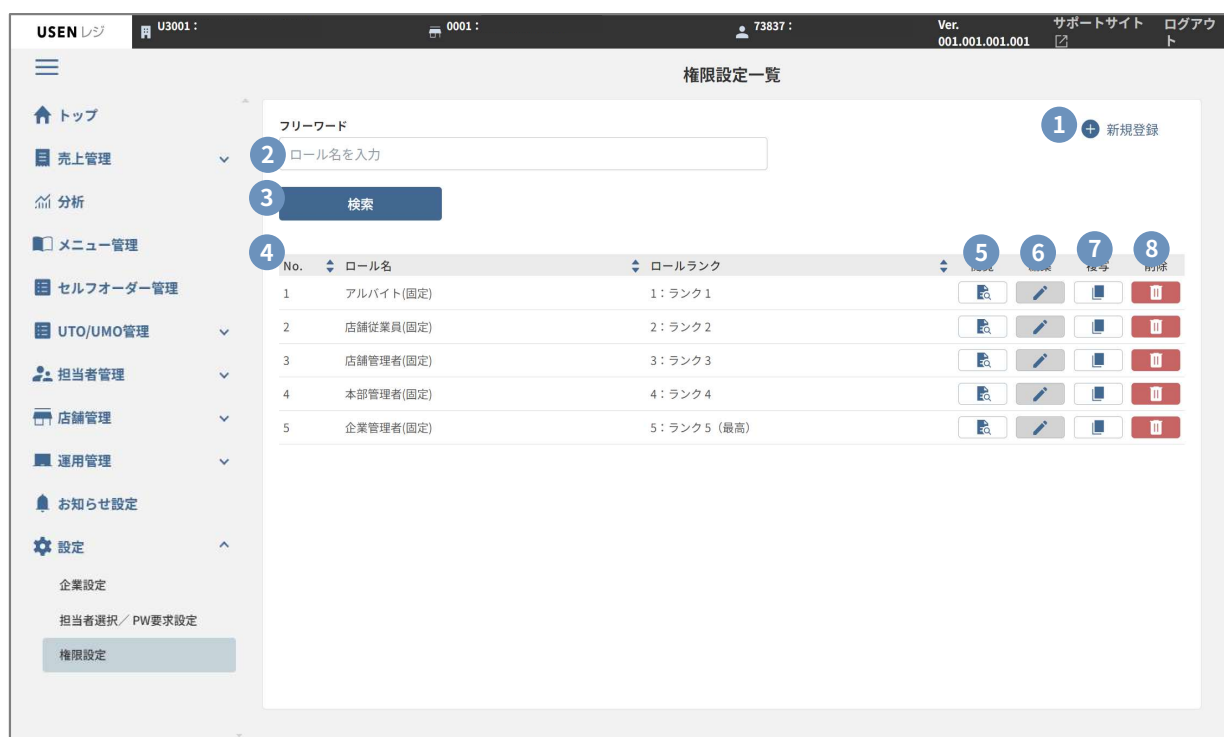 USEN レジ
U3001：
0001：
73837：
Ver.
001.001.001.001
サポートサイト
ログアウ
ト
権限設定一覧
トップ
売上管理
分析
メニュー管理
セルフオーダー管理
UTO/UMO管理
担当者管理
店舗管理
運用管理
お知らせ設定
設定
企業設定
担当者選択／PW要求設定
権限設定
フリーワード
1
新規登録
2
ロール名を入力
3
検索
4
5
6
7
8
No. ロール名 ロールランク
1 アルバイト(固定) 1：ランク1
2 店舗従業員(固定) 2：ランク2
3 店舗管理者(固定) 3：ランク3
4 本部管理者(固定) 4：ランク4
5 企業管理者(固定) 5：ランク5（最高）